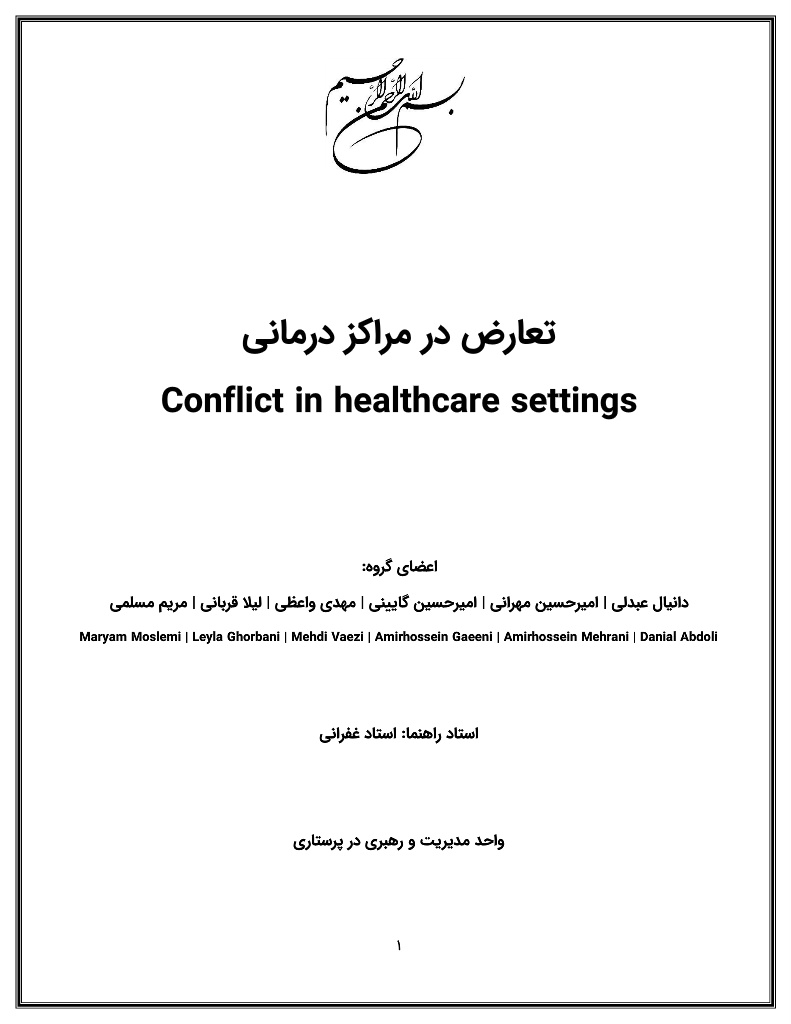 بسم الله الرحمن الرحیم
تعارض در مراکز درمانی
Conflict in healthcare settings
اعضای گروه:
دانیال عبدلی | امیرحسین مهرانی | امیرحسین گایینی | مهدی واعظی | لیلا قربانی | مریم مسلمی
Maryam Moslemi | Leyla Ghorbani | Mehdi Vaezi | Amirhossein Gaeeni | Amirhossein Mehrani | Danial Abdoli
استاد راهنما: استاد غفرانی
واحد مدیریت و رهبری در پرستاری
۱